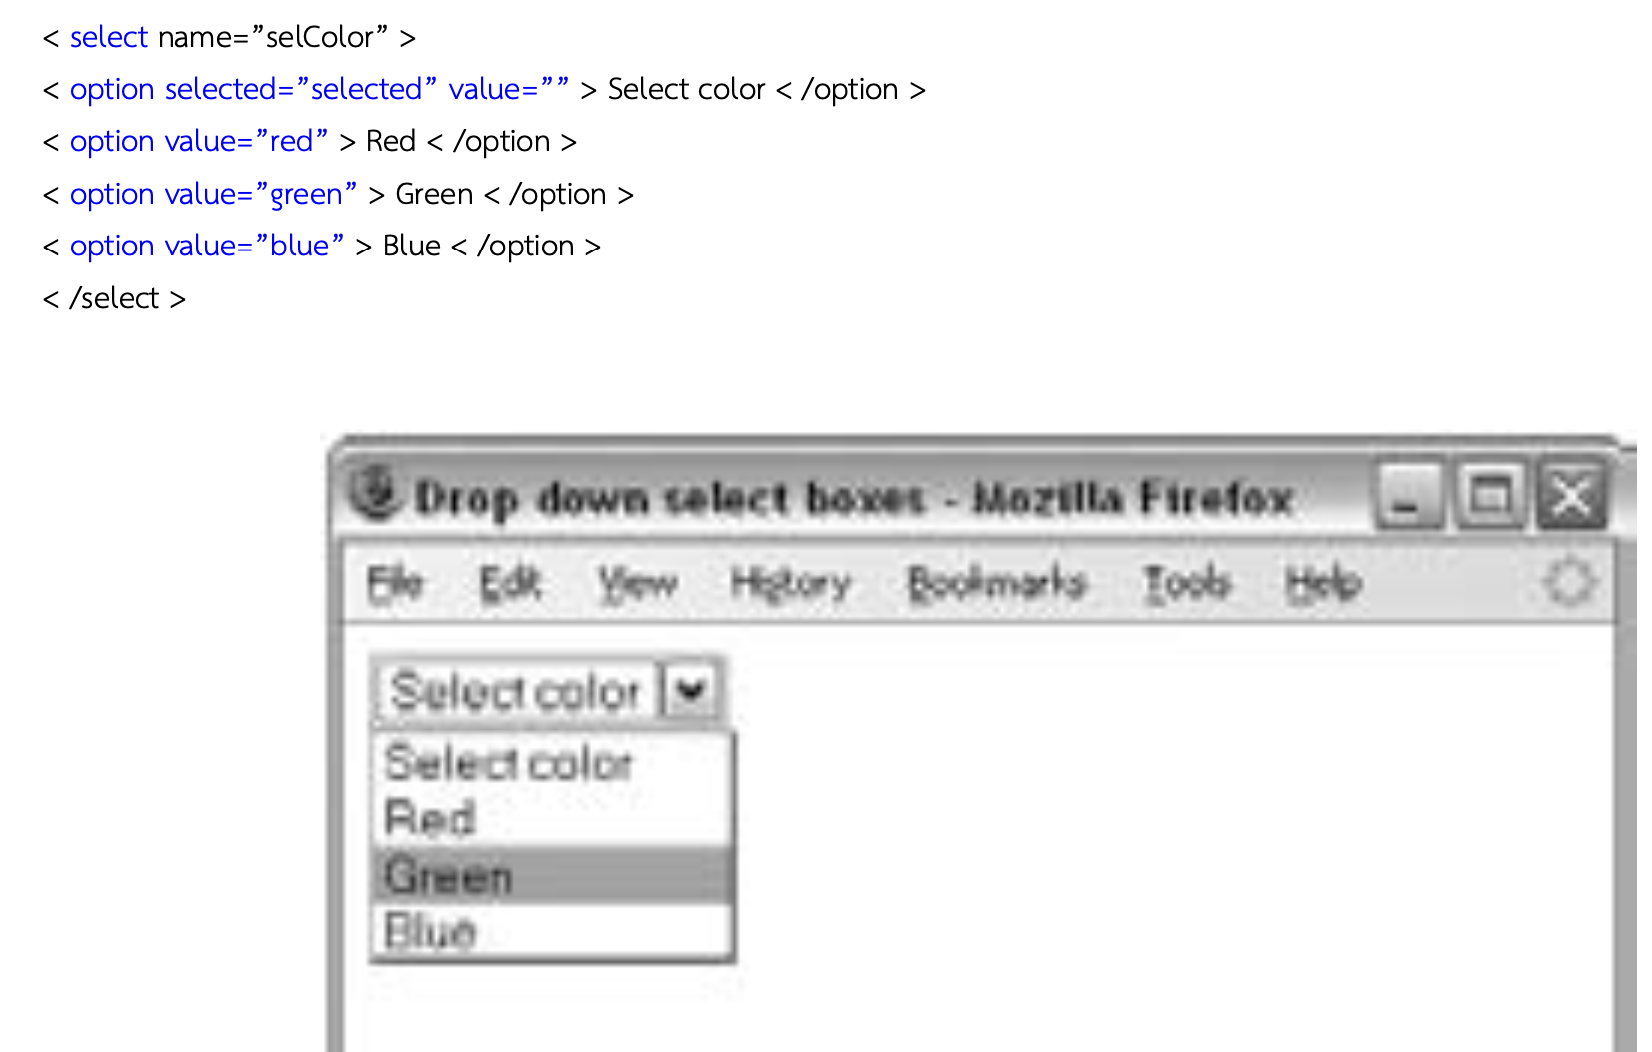 < select name=”selColor” >
< option selected=”selected” value=”” > Select color < /option >
< option value=”red” > Red < /option >
< option value=”green” > Green < /option >
< option value=”blue” > Blue < /option >
< /select >
Drop down select boxes - Mozilla Firefox
File Edit View History Bookmarks Tools Help
Select color
Select color
Red
Green
Blue